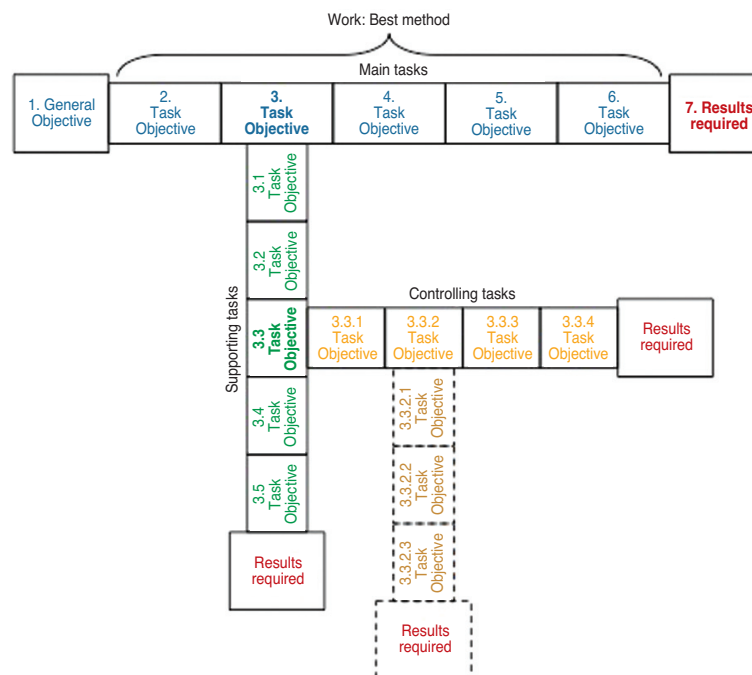 Work: Best method
Main tasks
1. General
Objective
2.
Task
Objective
3.
Task
Objective
4.
Task
Objective
5.
Task
Objective
6.
Task
Objective
7. Results
required
Supporting tasks
3.1
Task
Objective
3.2
Task
Objective
3.3
Task
Objective
3.4
Task
Objective
3.5
Task
Objective
Results
required
Controlling tasks
3.3.1
Task
Objective
3.3.2
Task
Objective
3.3.3
Task
Objective
3.3.4
Task
Objective
Results
required
3.3.2.1
Task
Objective
3.3.2.2
Task
Objective
3.3.2.3
Task
Objective
Results
required